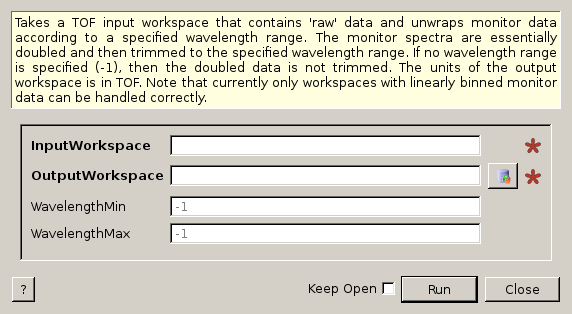 Takes a TOF input workspace that contains 'raw' data and unwraps monitor data
according to a specified wavelength range. The monitor spectra are essentially
doubled and then trimmed to the specified wavelength range. If no wavelength range
is specified (-1), then the doubled data is not trimmed. The units of the output
workspace is in TOF. Note that currently only workspaces with linearly binned monitor
data can be handled correctly.
InputWorkspace
OutputWorkspace
WavelengthMin -1
WavelengthMax -1
? Keep Open Run Close